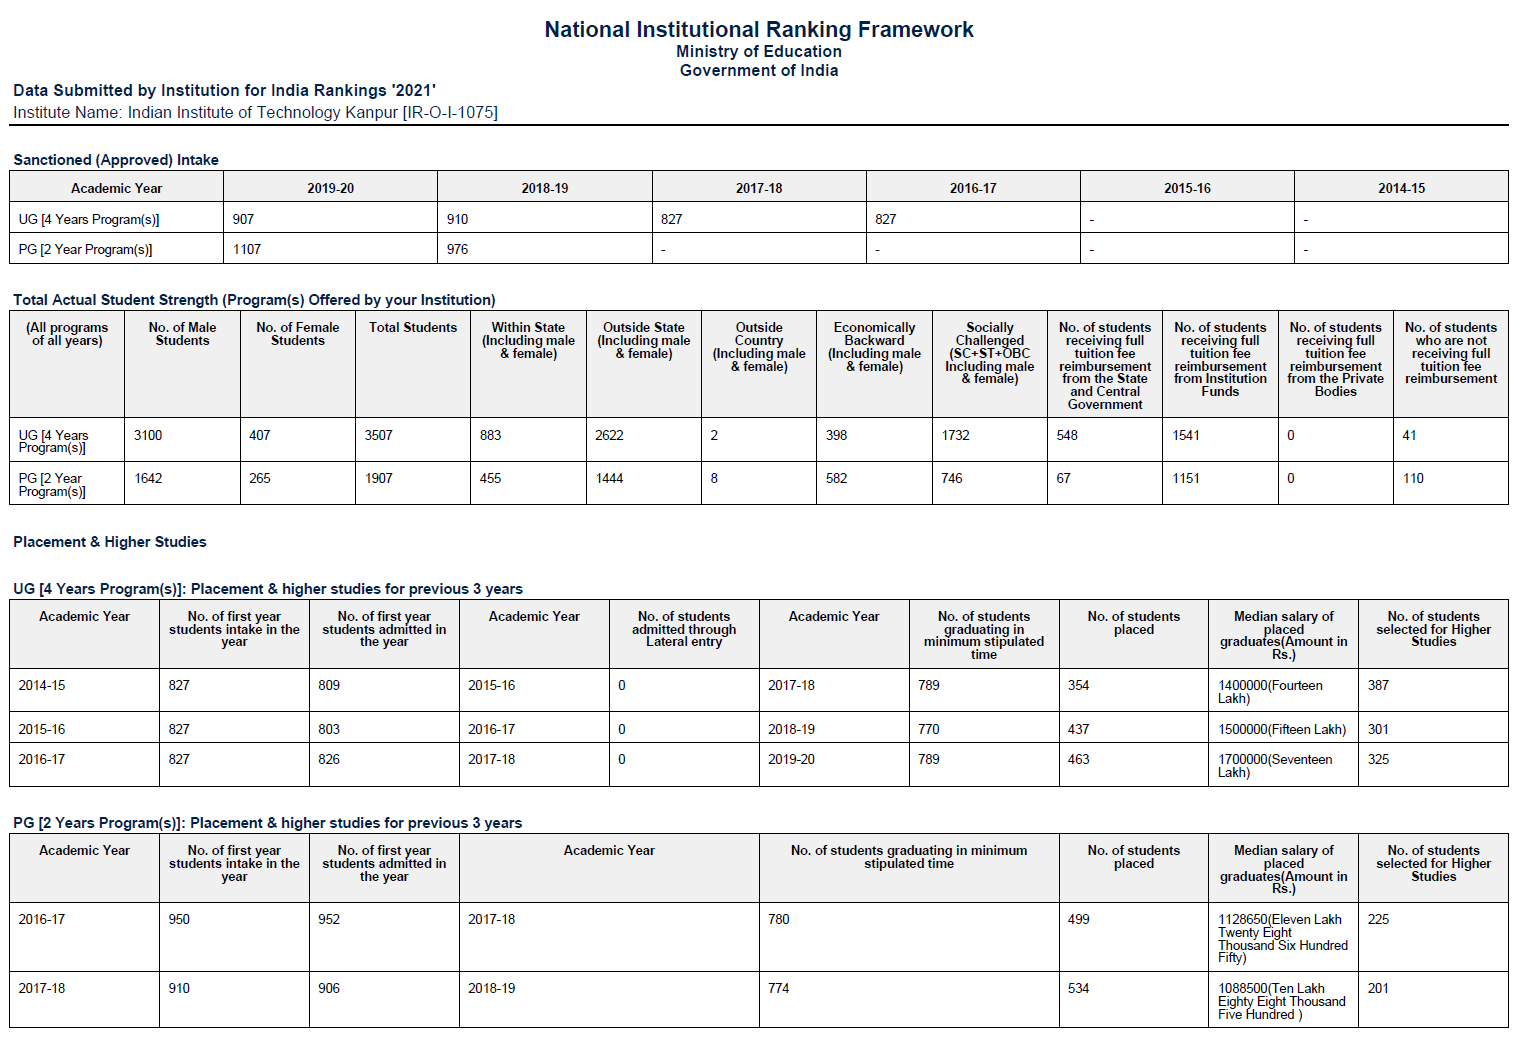 National Institutional Ranking Framework
Ministry of Education
Government of India
Data Submitted by Institution for India Rankings '2021'
Institute Name: Indian Institute of Technology Kanpur [IR-O-I-1075]
Sanctioned (Approved) Intake
Academic Year 2019-20 2018-19 2017-18 2016-17 2015-16 2014-15
UG [4 Years Program(s)] 907 910 827 827 - -
PG [2 Year Program(s)] 1107 976 - - - -
Total Actual Student Strength (Program(s) Offered by your Institution)
(All programs No. of Male No. of Female Total Students Within State Outside State Outside Economically Socially No. of students No. of students No. of students No. of students
of all years) Students Students (Including male (Including male Country Backward Challenged receiving full receiving full receiving full who are not
& female) & female) (Including male (Including male (SC+ST+OBC tuition fee tuition fee tuition fee receiving full
& female) & female) Including male reimbursement reimbursement reimbursement tuition fee
& female) from the State from Institution from the Private reimbursement
and Central Funds Bodies
Government
UG [4 Years 3100 407 3507 883 2622 2 398 1732 548 1541 0 41
Program(s)]
PG [2 Year 1642 265 1907 455 1444 8 582 746 67 1151 0 110
Program(s)]
Placement & Higher Studies
UG [4 Years Program(s)]: Placement & higher studies for previous 3 years
Academic Year No. of first year No. of first year Academic Year No. of students Academic Year No. of students No. of students Median salary of No. of students
students intake in the students admitted in admitted through graduating in placed placed selected for Higher
year the year Lateral entry minimum stipulated graduates(Amount in Studies
time Rs.)
2014-15 827 809 2015-16 0 2017-18 789 354 1400000(Fourteen 387
Lakh)
2015-16 827 803 2016-17 0 2018-19 770 437 1500000(Fifteen Lakh) 301
2016-17 827 826 2017-18 0 2019-20 789 463 1700000(Seventeen 325
Lakh)
PG [2 Years Program(s)]: Placement & higher studies for previous 3 years
Academic Year No. of first year No. of first year Academic Year No. of students graduating in minimum No. of students Median salary of No. of students
students intake in the students admitted in stipulated time placed placed selected for Higher
year the year graduates(Amount in Studies
Rs.)
2016-17 950 952 2017-18 780 499 1128650(Eleven Lakh 225
Twenty Eight
Thousand Six Hundred
Fifty)
2017-18 910 906 2018-19 774 534 1088500(Ten Lakh 201
Eighty Eight Thousand
Five Hundred )